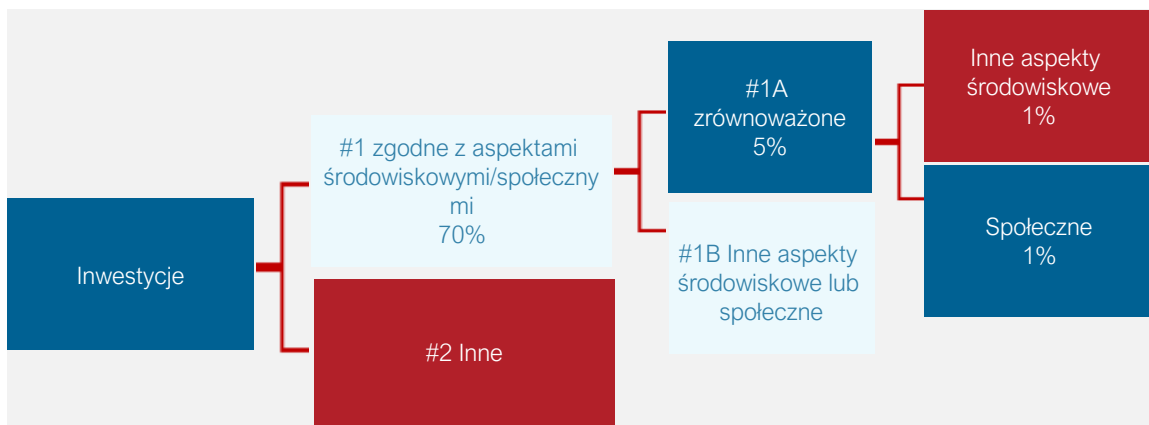 Inwestycje
#1 zgodne z aspektami
środowiskowymi/społeczny
mi
70%
#2 Inne
#1A
zrównoważone
5%
#1B Inne aspekty
środowiskowe lub
społeczne
Inne aspekty
środowiskowe
1%
Społeczne
1%